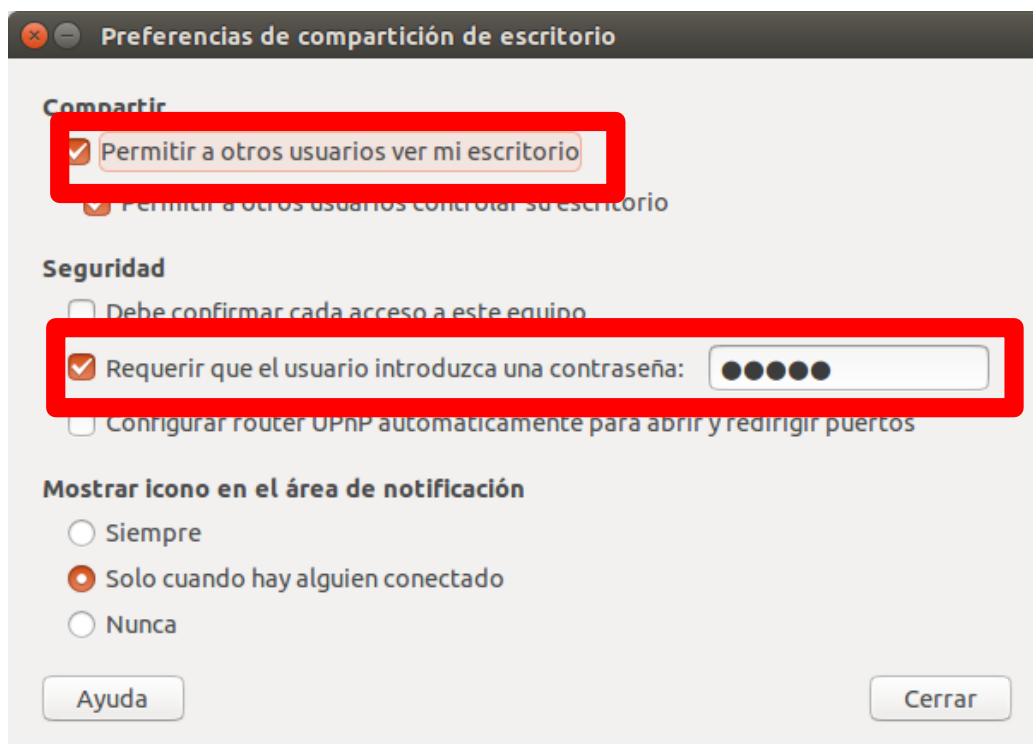 Preferencias de compartición de escritorio
Compartir
Permitir a otros usuarios ver mi escritorio
Permitir a otros usuarios controlar su escritorio
Seguridad
Debe confirmar cada acceso a este equipo
Requerir que el usuario introduzca una contraseña: ●●●●●
Configurar router UPnP automáticamente para abrir y redirigir puertos
Mostrar icono en el área de notificación
Siempre
Solo cuando hay alguien conectado
Nunca
Ayuda Cerrar